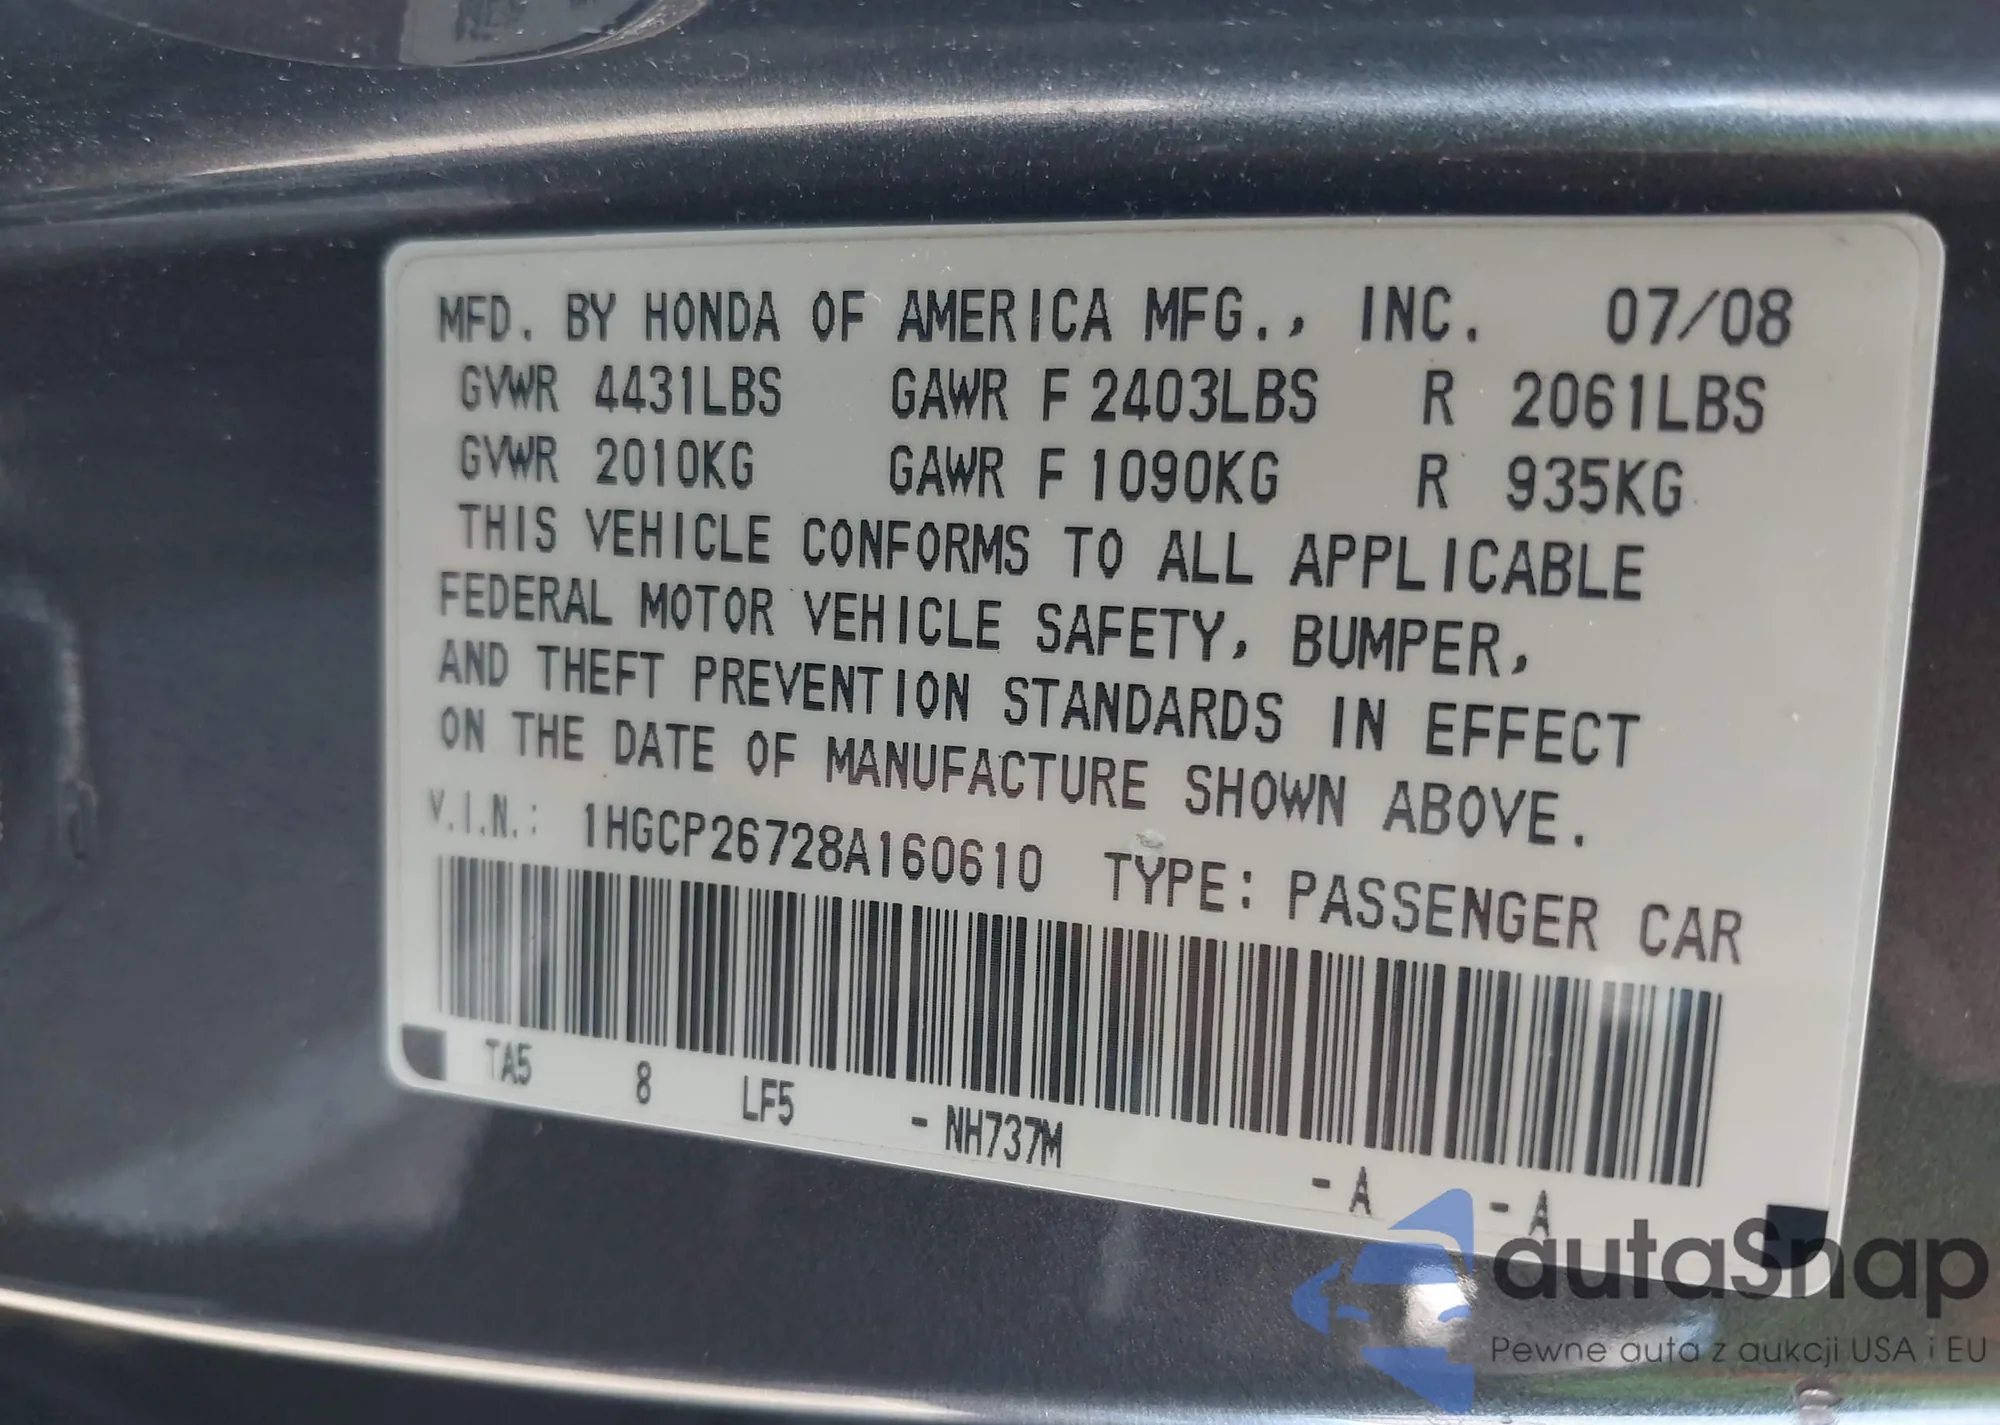 MFD. BY HONDA OF AMERICA MFG., INC. 07/08
GVWR 4431LBS GAWR F 2403LBS R 2061LBS
GVWR 2010KG GAWR F 1090KG R 935KG
THIS VEHICLE CONFORMS TO ALL APPLICABLE
FEDERAL MOTOR VEHICLE SAFETY, BUMPER,
AND THEFT PREVENTION STANDARDS IN EFFECT
ON THE DATE OF MANUFACTURE SHOWN ABOVE.
V.I.N.: 1HGCP26728A160610 TYPE: PASSENGER CAR
TA5 8 LF5 - NH737M - A - A
autaSnap
Pewne auta z aukcji USA i EU